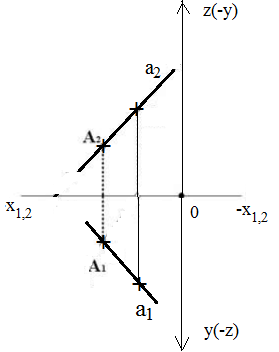 z(-y)
a₂
A₂
x₁,₂
0
-x₁,₂
A₁
a₁
y(-z)